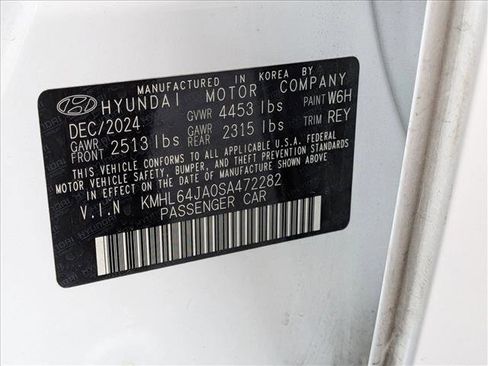 MANUFACTURED IN KOREA BY
HYUNDAI MOTOR COMPANY
DEC/2024 GVWR 4453 lbs PAINT W6H
GAWR FRONT 2513 lbs GAWR REAR 2315 lbs TRIM REY
THIS VEHICLE CONFORMS TO ALL APPLICABLE U.S.A. FEDERAL
MOTOR VEHICLE SAFETY, BUMPER, AND THEFT PREVENTION STANDARDS
IN EFFECT ON THE DATE OF MANUFACTURE SHOWN ABOVE.
V.I.N KMHL64JA0SA472282
PASSENGER CAR